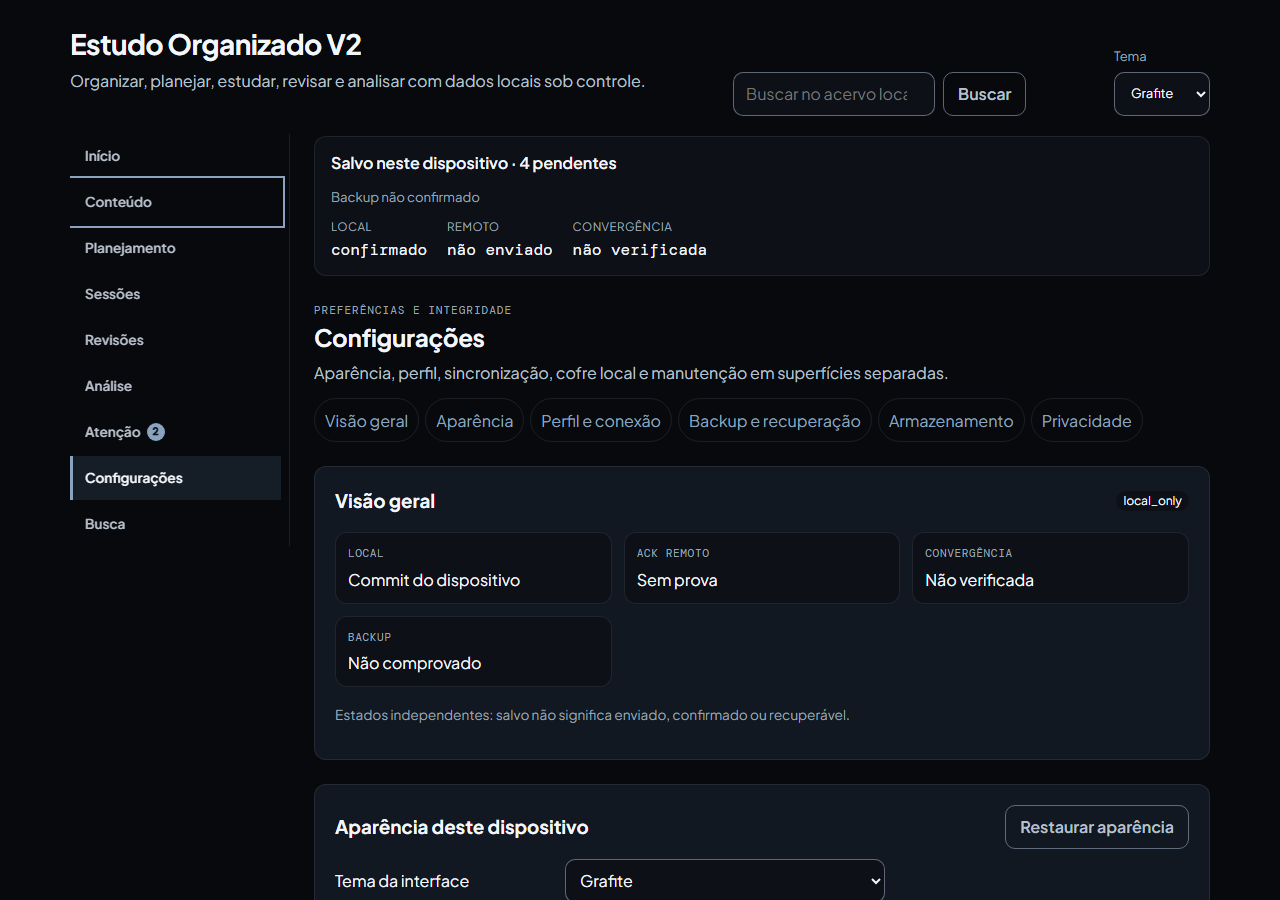 Estudo Organizado V2
Organizar, planejar, estudar, revisar e analisar com dados locais sob controle.
Buscar no acervo loca
Buscar
Tema
Grafite
Início
Conteúdo
Planejamento
Sessões
Revisões
Análise
Atenção 2
Configurações
Busca
Salvo neste dispositivo · 4 pendentes
Backup não confirmado
LOCAL REMOTO CONVERGÊNCIA
confirmado não enviado não verificada
PREFERÊNCIAS E INTEGRIDADE
Configurações
Aparência, perfil, sincronização, cofre local e manutenção em superfícies separadas.
Visão geral Aparência Perfil e conexão Backup e recuperação Armazenamento Privacidade
Visão geral
local_only
LOCAL
Commit do dispositivo
ACK REMOTO
Sem prova
CONVERGÊNCIA
Não verificada
BACKUP
Não comprovado
Estados independentes: salvo não significa enviado, confirmado ou recuperável.
Aparência deste dispositivo
Restaurar aparência
Tema da interface
Grafite